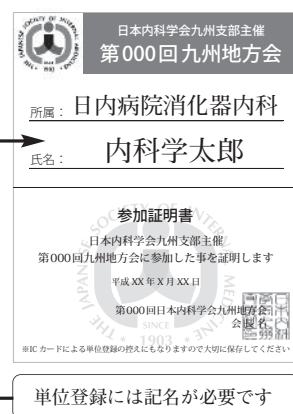 日本内科学会九州支部主催
第000回九州地方会
所属： 日内病院消化器内科
氏名： 内科学太郎
参加証明書
日本内科学会九州支部主催
第000回九州地方会に参加した事を証明します
平成 XX 年 X 月 XX 日
第000回日本内科学会九州地方会
会長名
※IC カードによる単位登録の控えにもなりますので大切に保存してください
単位登録には記名が必要です